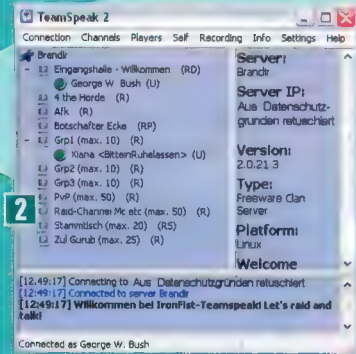 TeamSpeak 2
Connection Channels Players Self Recording Info Settings Help
Brandir
Eingangshalle - Willkommen (RD)
George W Bush (U)
4 the Horde (R)
Afk (R)
Botschafter Ecke (RP)
Grp1 (max. 10) (R)
Xiana <BitternRuhelassen> (U)
Grp2 (max. 10) (R)
Grp3 (max. 10) (R)
PvP (max. 50) (R)
Raid-Channel Mc etc (max. 50) (R)
Stammtisch (max. 20) (RS)
Zul Gurub (max. 25) (R)
Server:
Brandir
Server IP:
Aus Datenschutz-
gründen retuschiert
Version:
2.0.21 3
Type:
Freeware Clan
Server
Platform:
Linux
Welcome
2
[12:49:17] Connecting to Aus Datenschutzgründen retuschiert
[12:49:17] Connected to server Brandir
[12:49:17] Willkommen bei IronFist-Teamspeak! Let's raid and
talk!
Connected as George W. Bush